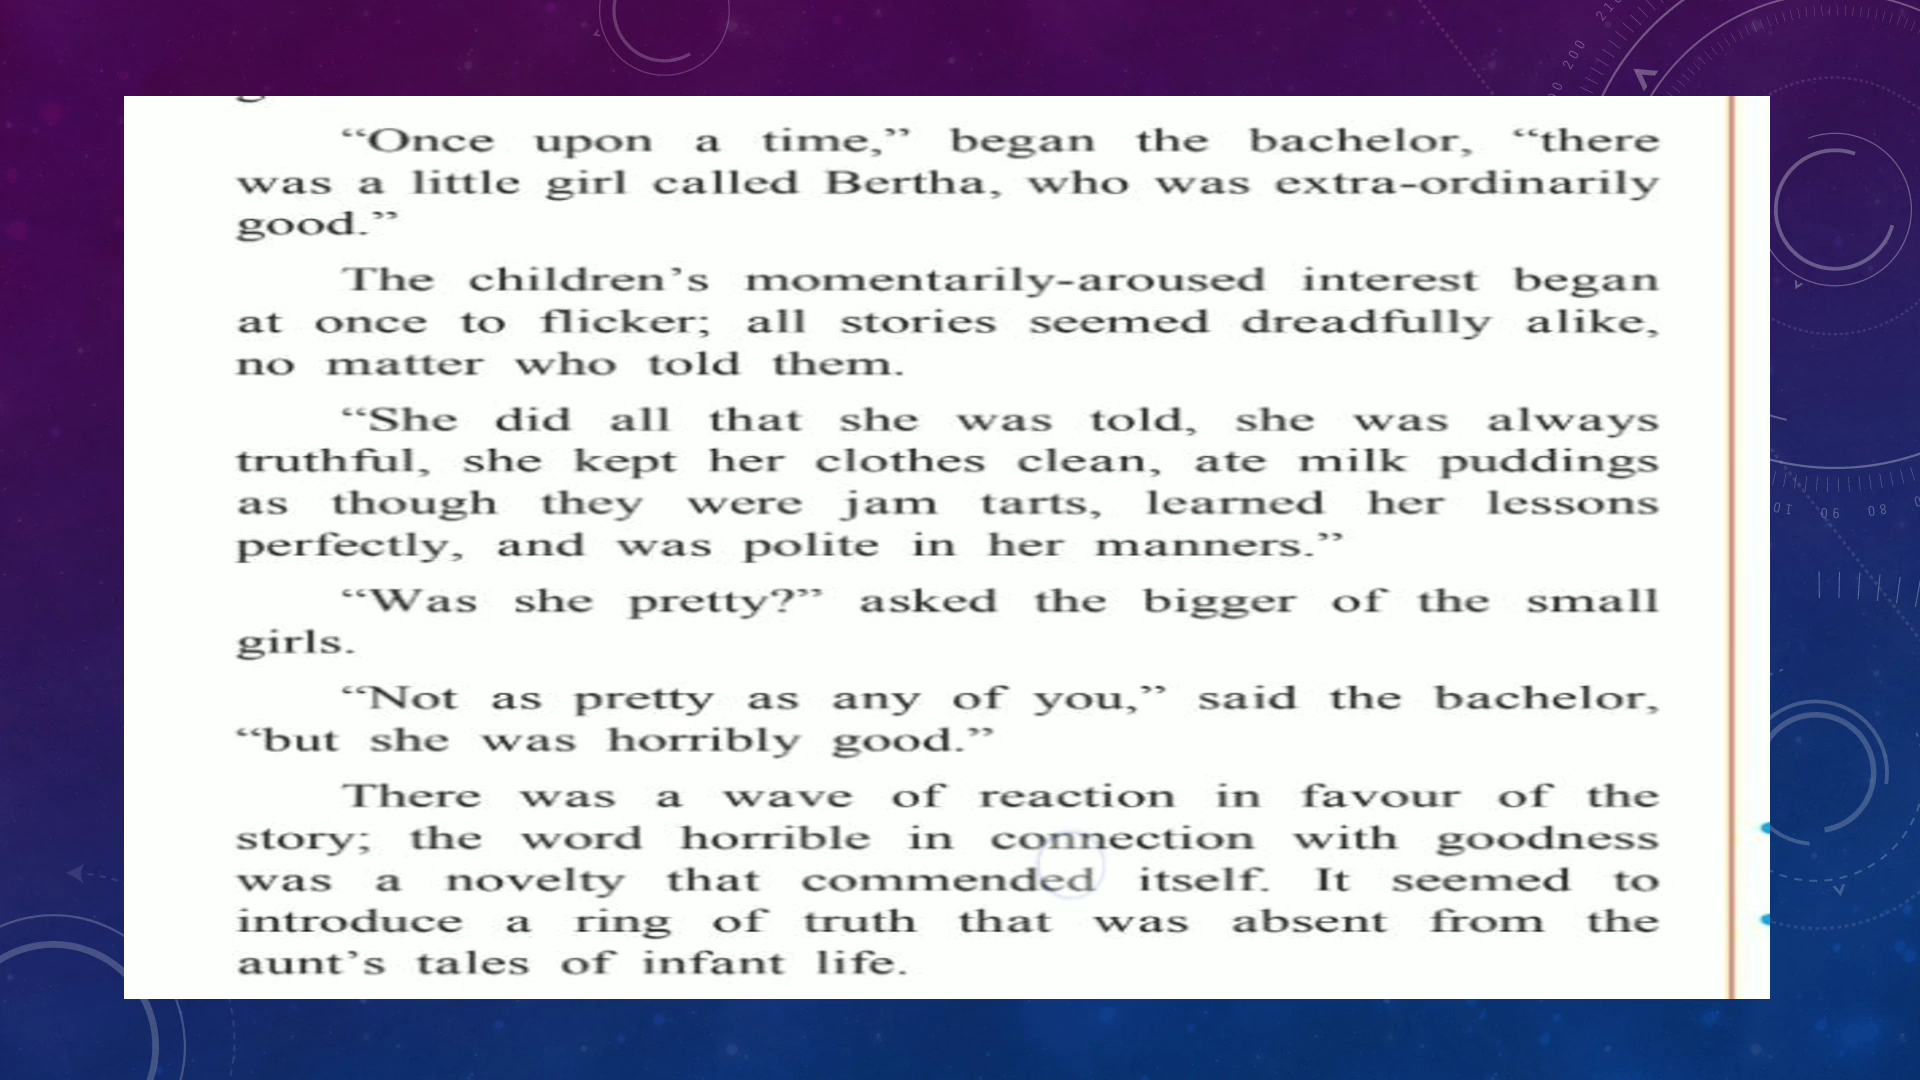 “Once upon a time,” began the bachelor, “there
was a little girl called Bertha, who was extra-ordinarily
good.”
The children’s momentarily-aroused interest began
at once to flicker; all stories seemed dreadfully alike,
no matter who told them.
“She did all that she was told, she was always
truthful, she kept her clothes clean, ate milk puddings
as though they were jam tarts, learned her lessons
perfectly, and was polite in her manners.”
“Was she pretty?” asked the bigger of the small
girls.
“Not as pretty as any of you,” said the bachelor,
“but she was horribly good.”
There was a wave of reaction in favour of the
story; the word horrible in connection with goodness
was a novelty that commended itself. It seemed to
introduce a ring of truth that was absent from the
aunt’s tales of infant life.
200
90
80